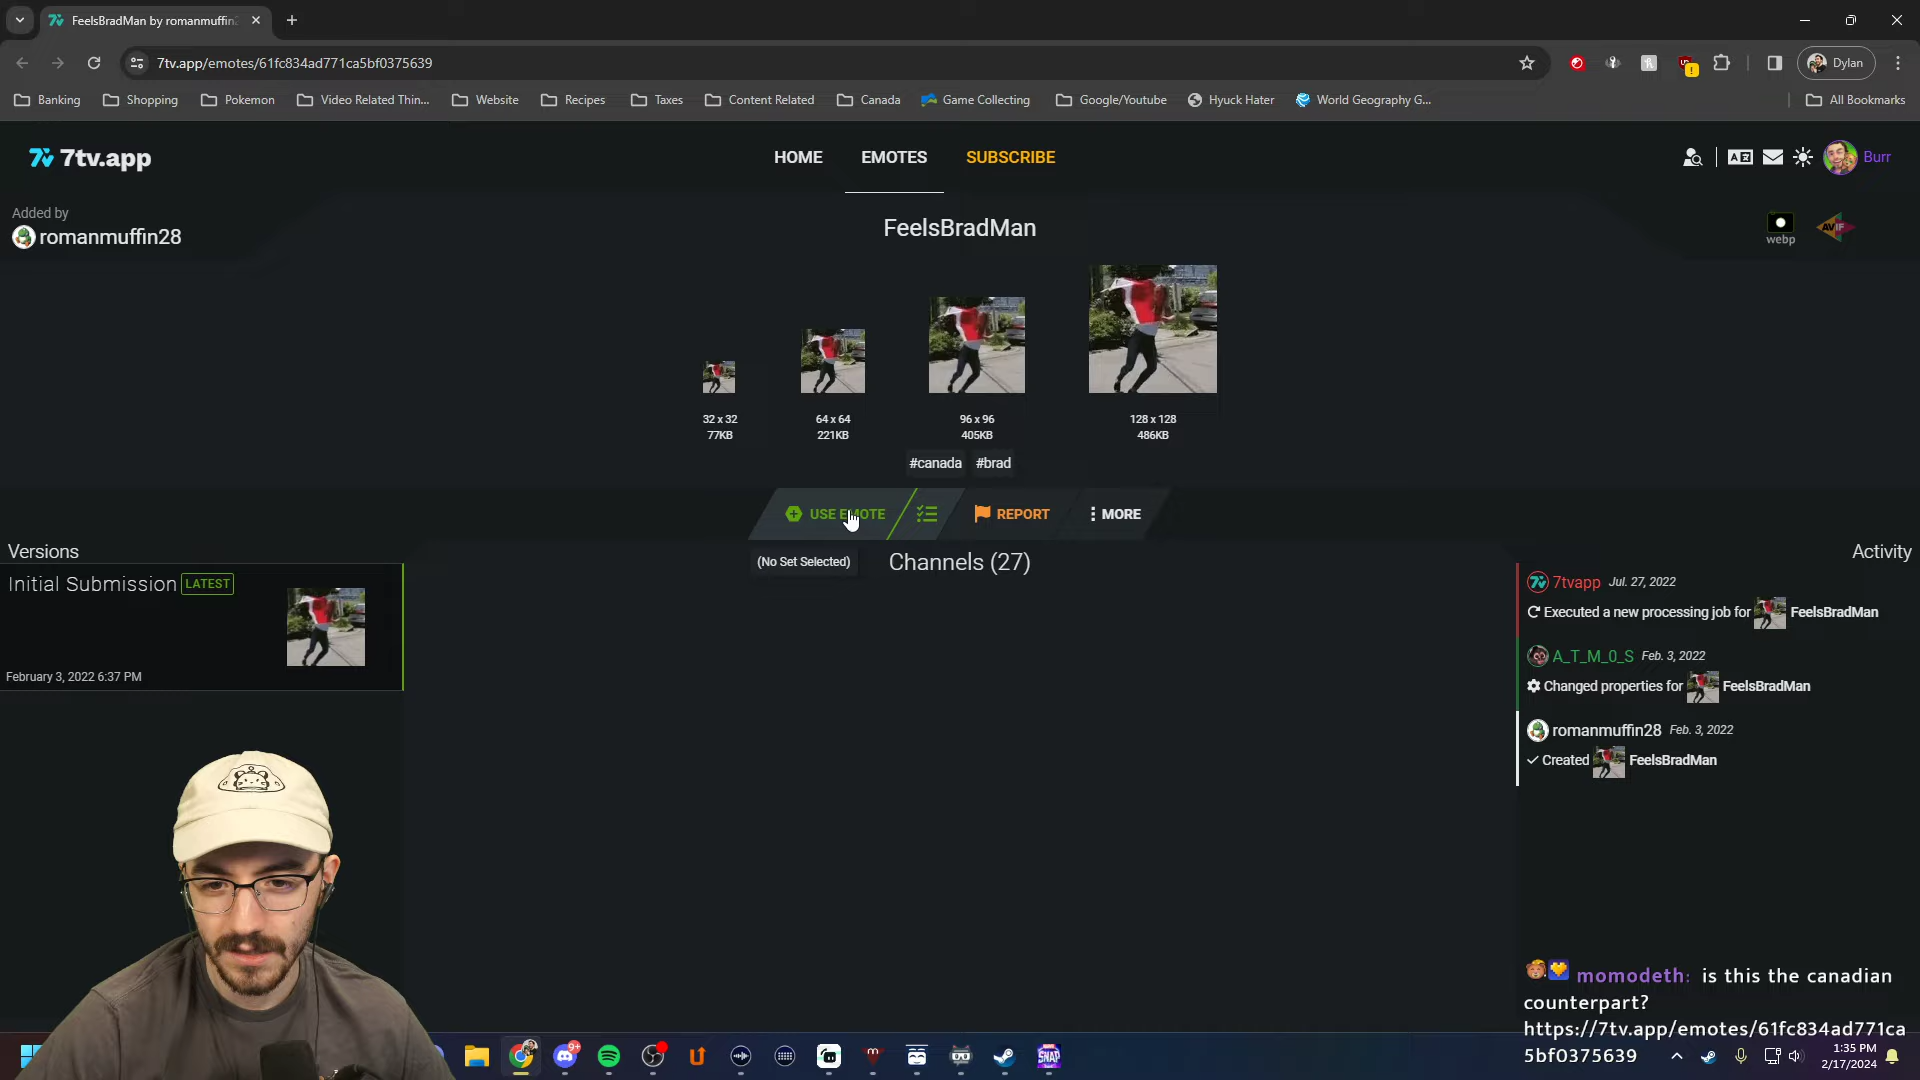 FeelsBradMan by romanmuffin
7tv.app/emotes/61fc834ad771ca5bf0375639
Dylan
Banking
Shopping
Pokemon
Video Related Thin...
Website
Recipes
Taxes
Content Related
Canada
Game Collecting
Google/Youtube
Hyuck Hater
World Geography G...
All Bookmarks
7tv.app
HOME
EMOTES
SUBSCRIBE
Burr
Added by
romanmuffin28
FeelsBradMan
webp
AVIF
32 x 32
77KB
64 x 64
221KB
96 x 96
405KB
128 x 128
486KB
#canada
#brad
USE EMOTE
REPORT
MORE
(No Set Selected)
Channels (27)
Versions
Initial Submission LATEST
February 3, 2022 6:37 PM
Activity
7tvapp Jul. 27, 2022
Executed a new processing job for FeelsBradMan
A_T_M_0_S Feb. 3, 2022
Changed properties for FeelsBradMan
romanmuffin28 Feb. 3, 2022
Created FeelsBradMan
momodeth: is this the canadian
counterpart?
https://7tv.app/emotes/61fc834ad771ca
5bf0375639
9+
SNAP
1:35 PM
2/17/2024